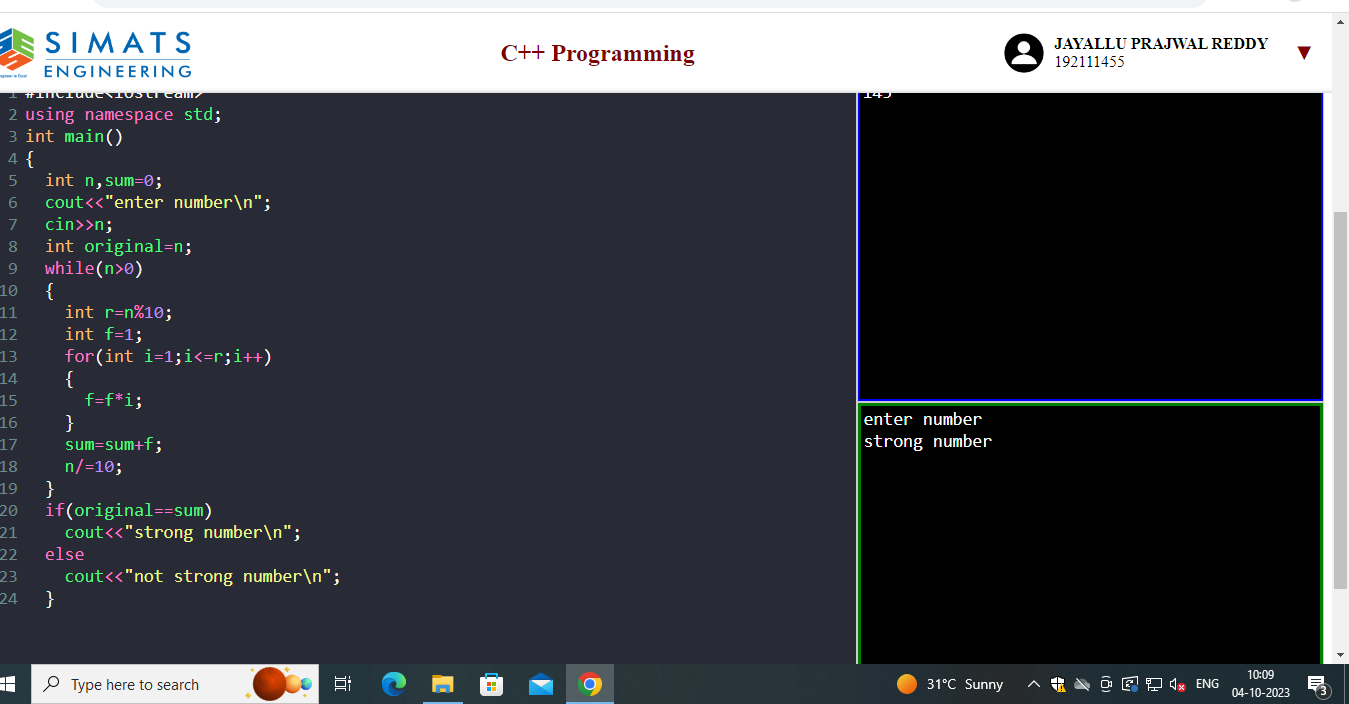 SIMATS
ENGINEERING
C++ Programming
JAYALLU PRAJWAL REDDY
192111455
▼
1 #include<iostream>
2 using namespace std;
3 int main()
4 {
5 int n,sum=0;
6 cout<<"enter number\n";
7 cin>>n;
8 int original=n;
9 while(n>0)
10 {
11 int r=n%10;
12 int f=1;
13 for(int i=1;i<=r;i++)
14 {
15 f=f*i;
16 }
17 sum=sum+f;
18 n/=10;
19 }
20 if(original==sum)
21 cout<<"strong number\n";
22 else
23 cout<<"not strong number\n";
24 }
145
enter number
strong number
Type here to search
31°C Sunny
ENG
10:09
04-10-2023
3